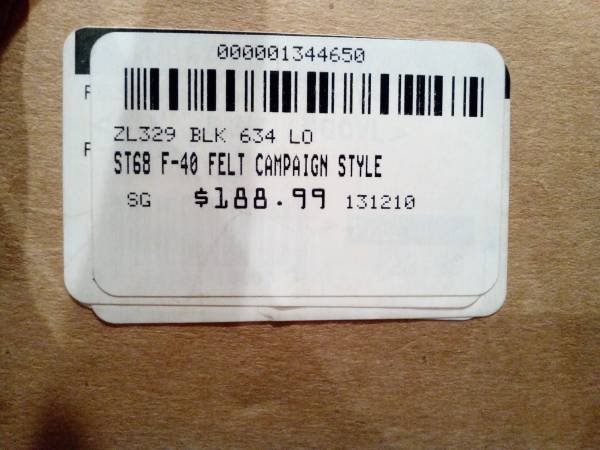 000001344650
ZL329 BLK 634 LO
ST68 F-40 FELT CAMPAIGN STYLE
SG $188.99 131210
F
F